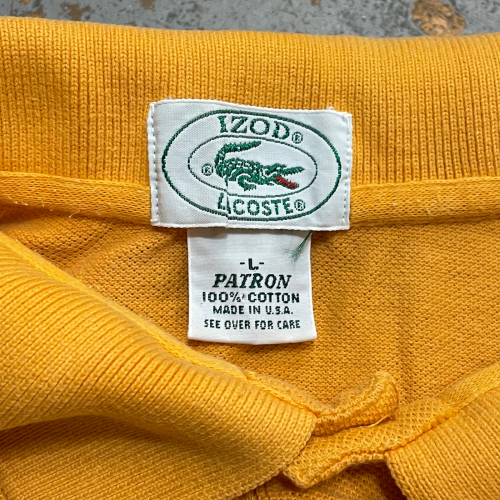 IZOD®
®
LACOSTE®
-L-
PATRON
100% COTTON
MADE IN U.S.A.
SEE OVER FOR CARE